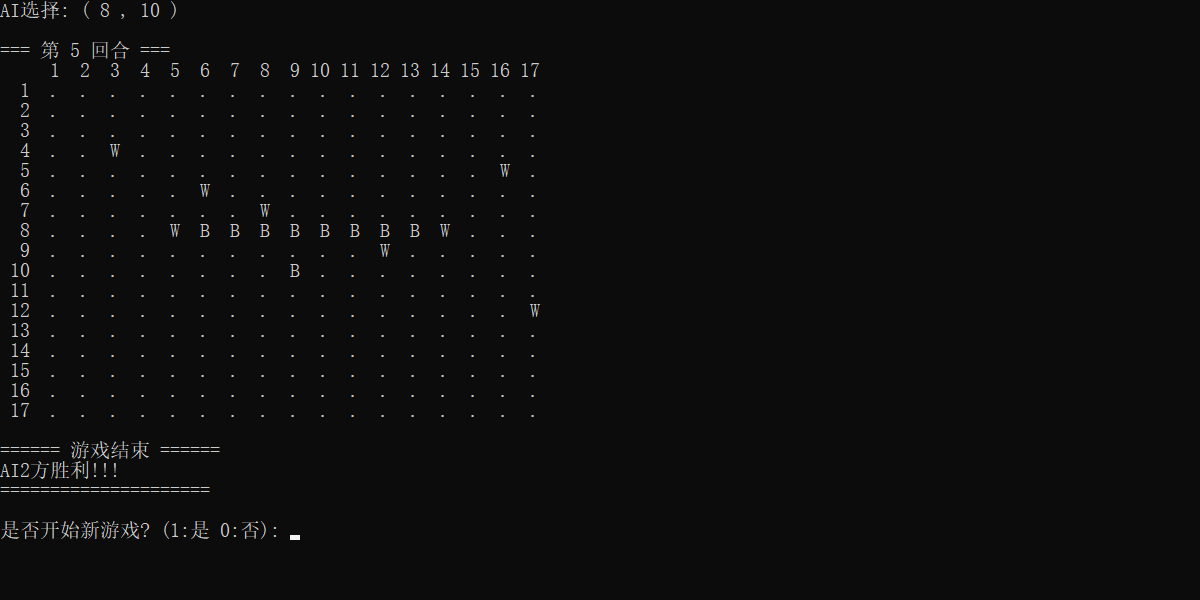 AI选择: ( 8 , 10 )
=== 第 5 回合 ===
1 2 3 4 5 6 7 8 9 10 11 12 13 14 15 16 17
1 . . . . . . . . . . . . . . . . .
2 . . . . . . . . . . . . . . . . .
3 . . . . . . . . . . . . . . . . .
4 . . W . . . . . . . . . . . . . .
5 . . . . . . . . . . . . . . . W .
6 . . . . . W . . . . . . . . . . .
7 . . . . . . . W . . . . . . . . .
8 . . . . W B B B B B B B B W . . .
9 . . . . . . . . . . . W . . . . .
10 . . . . . . . . B . . . . . . . .
11 . . . . . . . . . . . . . . . . .
12 . . . . . . . . . . . . . . . . W
13 . . . . . . . . . . . . . . . . .
14 . . . . . . . . . . . . . . . . .
15 . . . . . . . . . . . . . . . . .
16 . . . . . . . . . . . . . . . . .
17 . . . . . . . . . . . . . . . . .
====== 游戏结束 ======
AI2方胜利!!!
=====================
是否开始新游戏? (1:是 0:否):